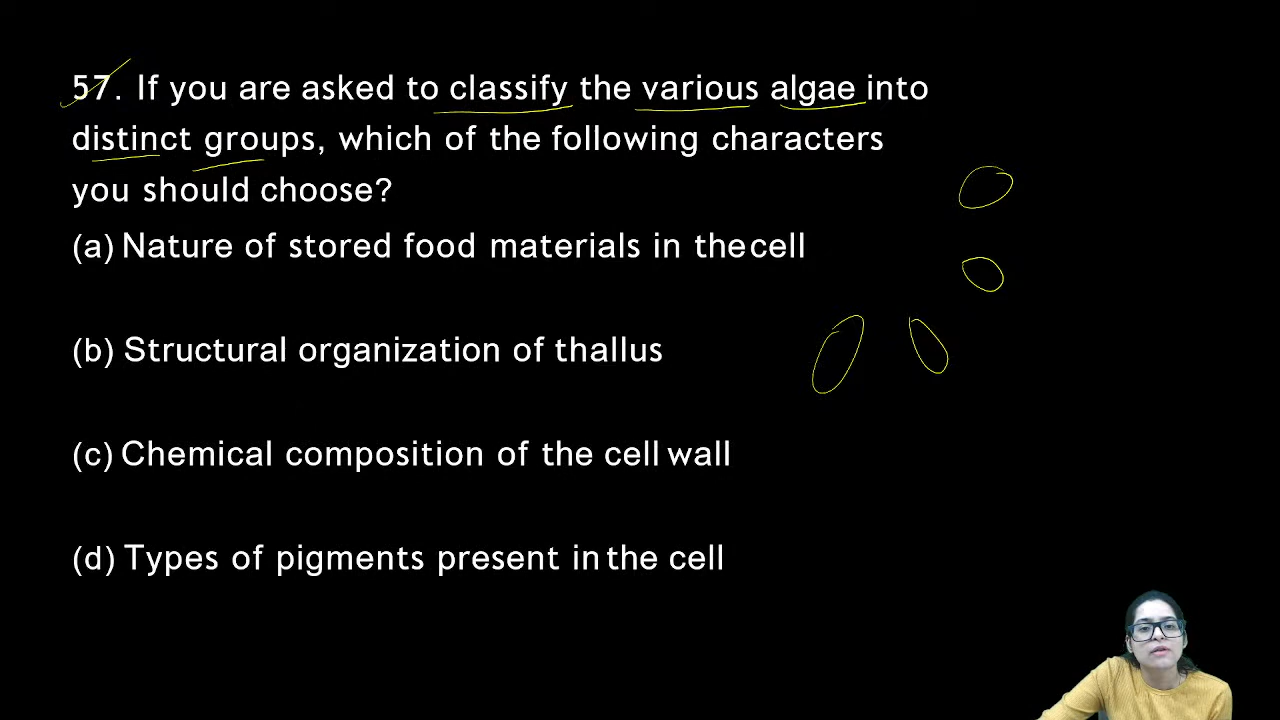 57. If you are asked to classify the various algae into
distinct groups, which of the following characters
you should choose?
(a) Nature of stored food materials in the cell
(b) Structural organization of thallus
(c) Chemical composition of the cell wall
(d) Types of pigments present in the cell